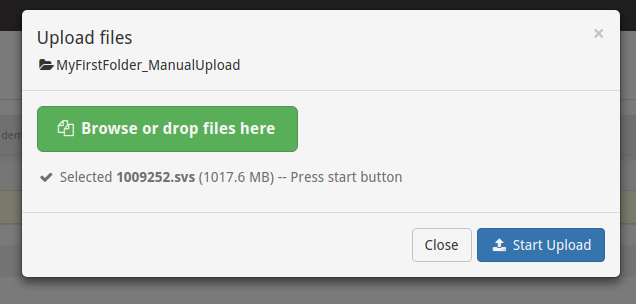 Upload files
×
MyFirstFolder_ManualUpload
dem
Browse or drop files here
Selected 1009252.svs (1017.6 MB) -- Press start button
Close
Start Upload